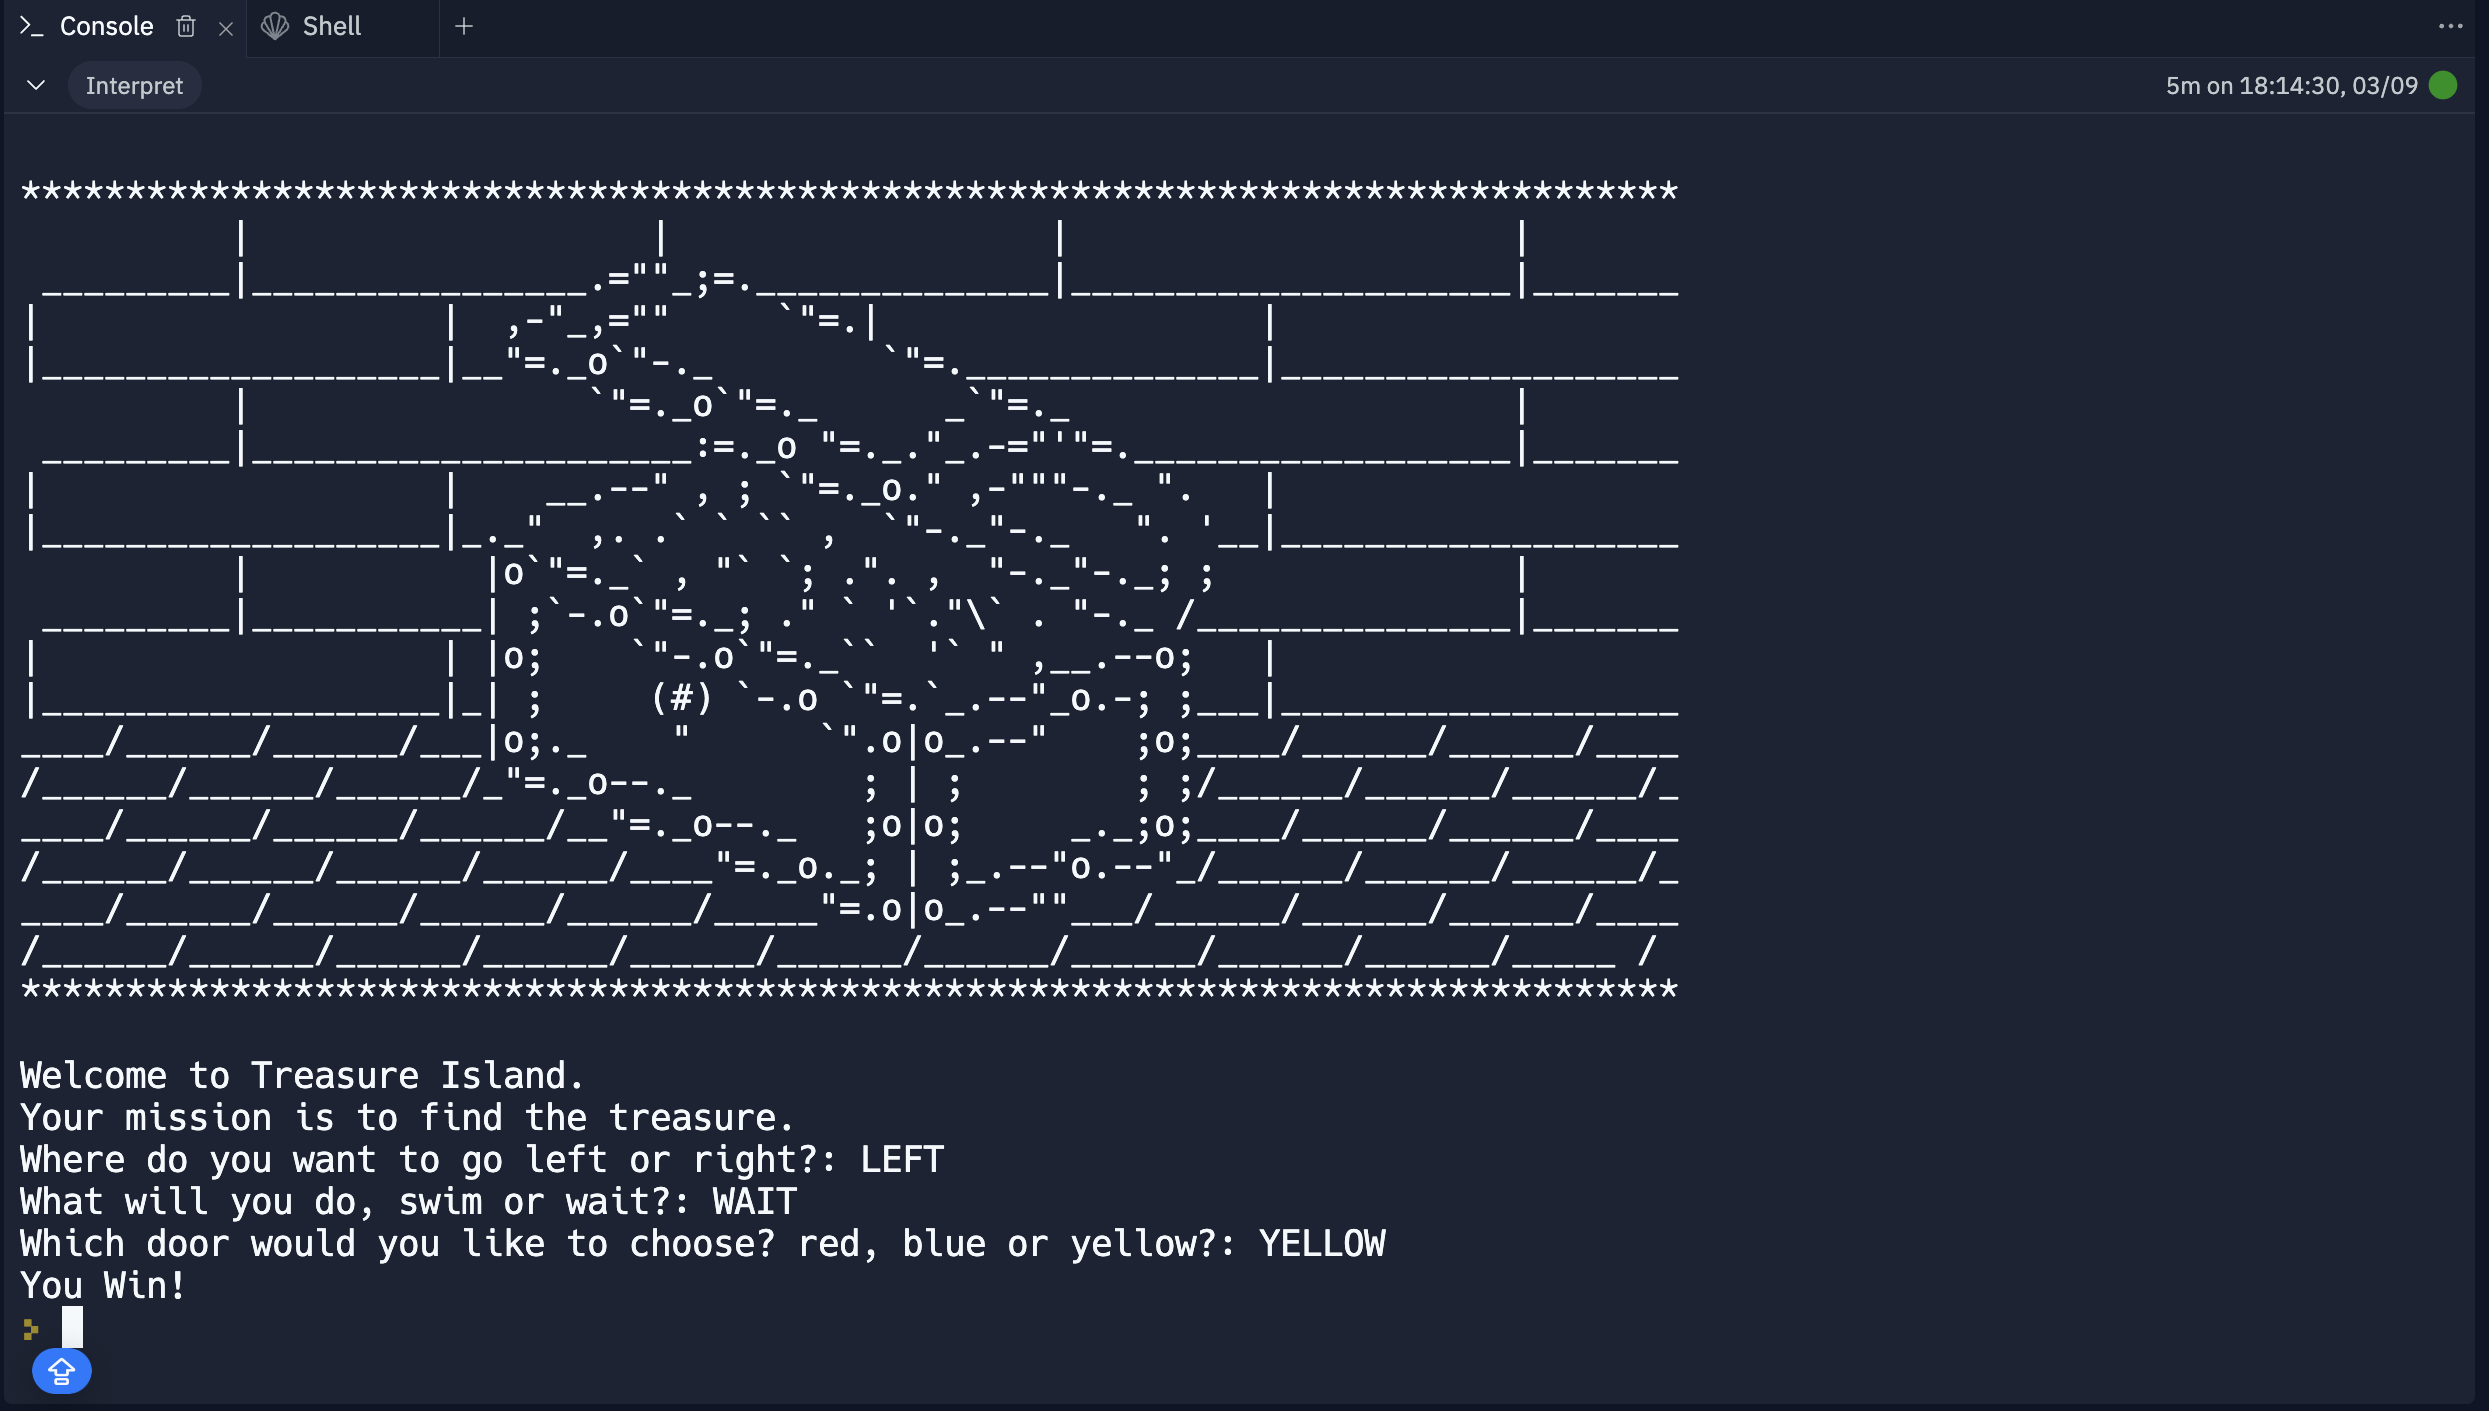 Console
Shell
Interpret
5m on 18:14:30, 03/09
Welcome to Treasure Island.
Your mission is to find the treasure.
Where do you want to go left or right?: LEFT
What will you do, swim or wait?: WAIT
Which door would you like to choose? red, blue or yellow?: YELLOW
You Win!